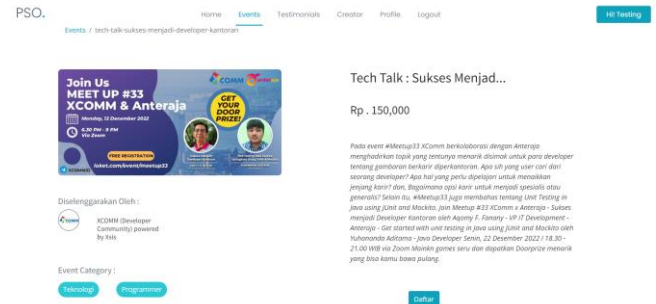 PSO.
Home Events Testimonials Creator Profile Logout
Hi! Testing
Events / tech-talk-sukses-menjadi-developer-kantoran
Join Us
MEET UP #33
XCOMM & Anteraja
Monday, 12 Desember 2022
6.30 PM - 9 PM
Via Zoom
FREE REGISTRATION
loket.com/event/meetup33
COMM
anteraja
GET
YOUR
DOOR
PRIZE!
Diselenggarakan Oleh :
XCOMM (Developer
Community) powered
by Xsis
Event Category :
Teknologi
Programmer
Tech Talk : Sukses Menjad...
Rp . 150,000
Pada event #Meetup33 XComm berkolaborasi dengan Anteraja
menghadirkan topik yang tentunya menarik disimak untuk para developer
tentang gambaran berkarir diperkantoran. Apa sih yang user cari dari
seorang developer? Apa hal yang perlu dipelajari untuk menaikkan
jenjang karir? dan, Bagaimana opsi karir untuk menjadi spesialis atau
generalis? Selain itu, #Meetup33 juga membahas tentang Unit Testing in
Java using JUnit and Mockito. Join Meetup #33 XComm x Anteraja - Sukses
menjadi Developer Kantoran oleh Aqomy F. Fanany - VP IT Development -
Anteraja - Get started with unit testing in Java using JUnit and Mockito oleh
Yuhananda Aditama - Java Developer Senin, 22 Desember 2022 / 18.30 -
21.00 WIB via Zoom Mainkn games seru dan dapatkan Doorprize menarik
yang bisa kamu bawa pulang.
Daftar